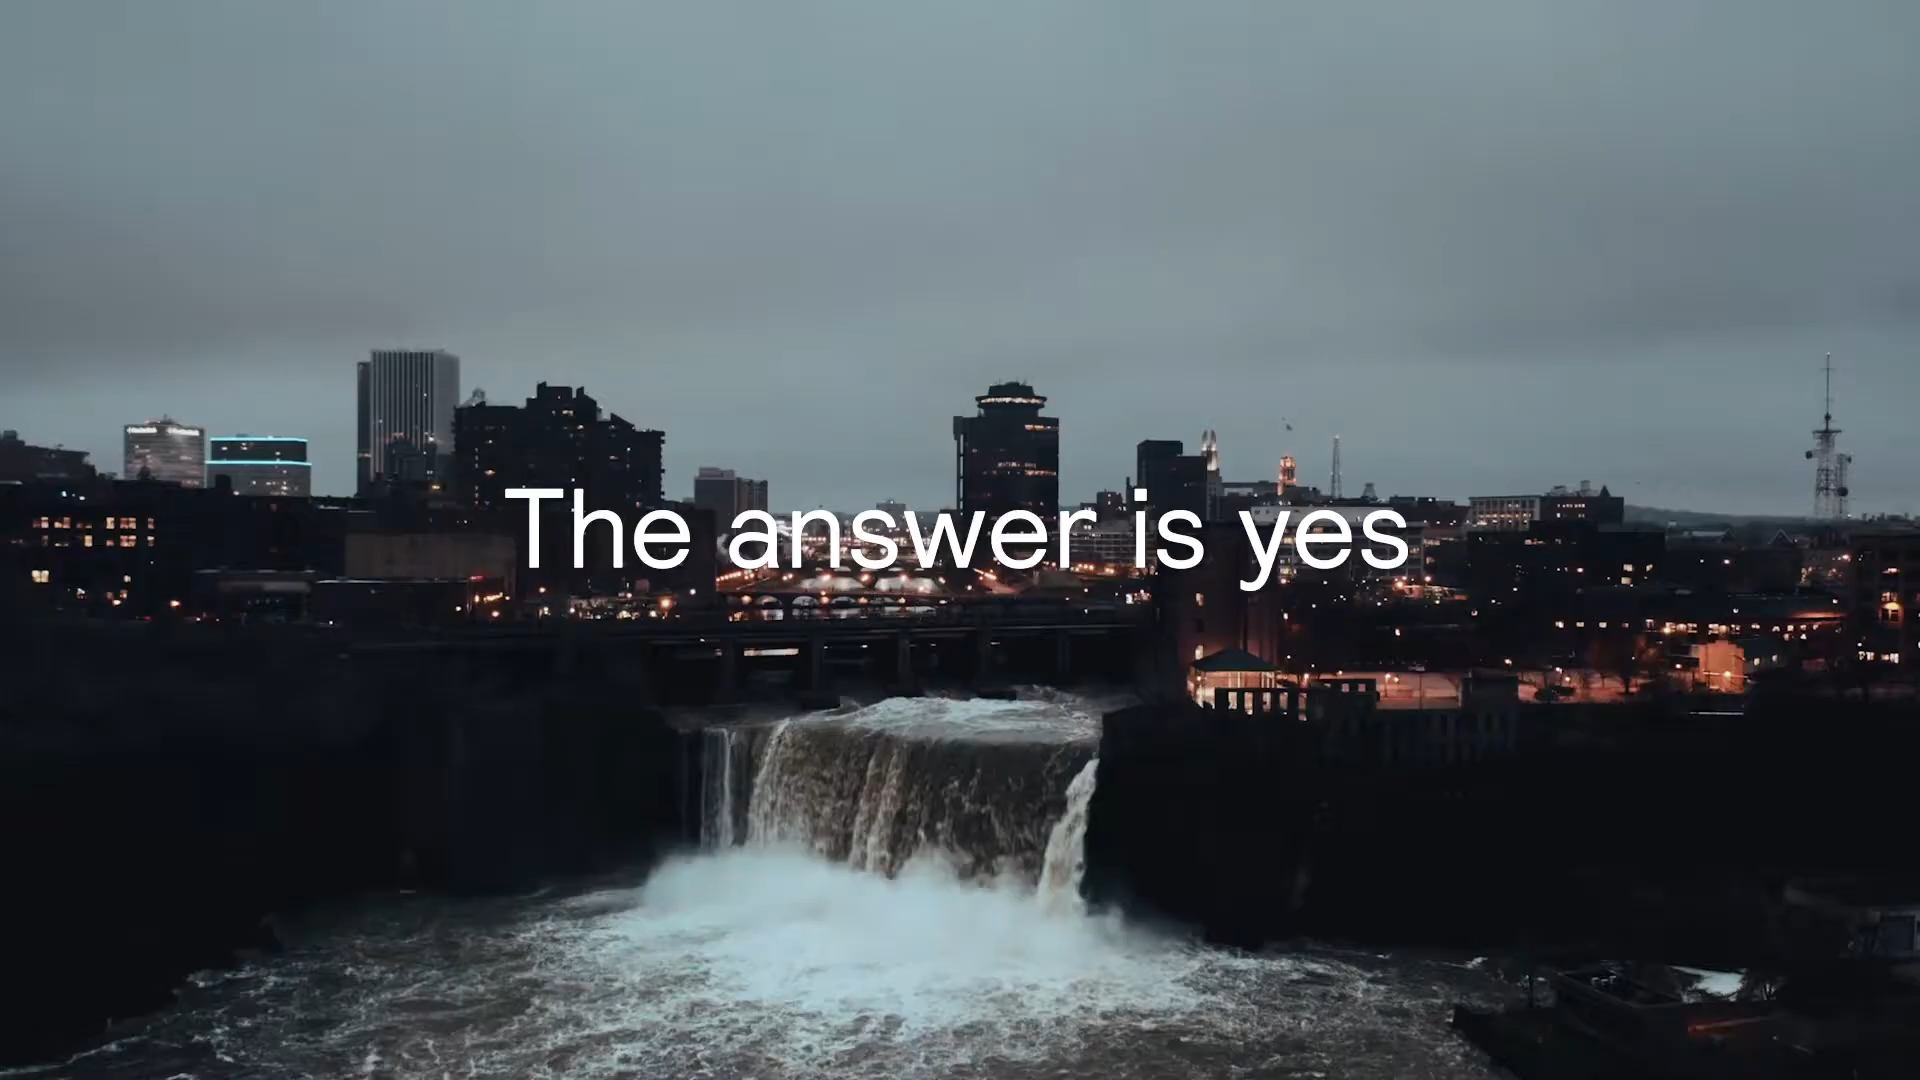 The answer is yes